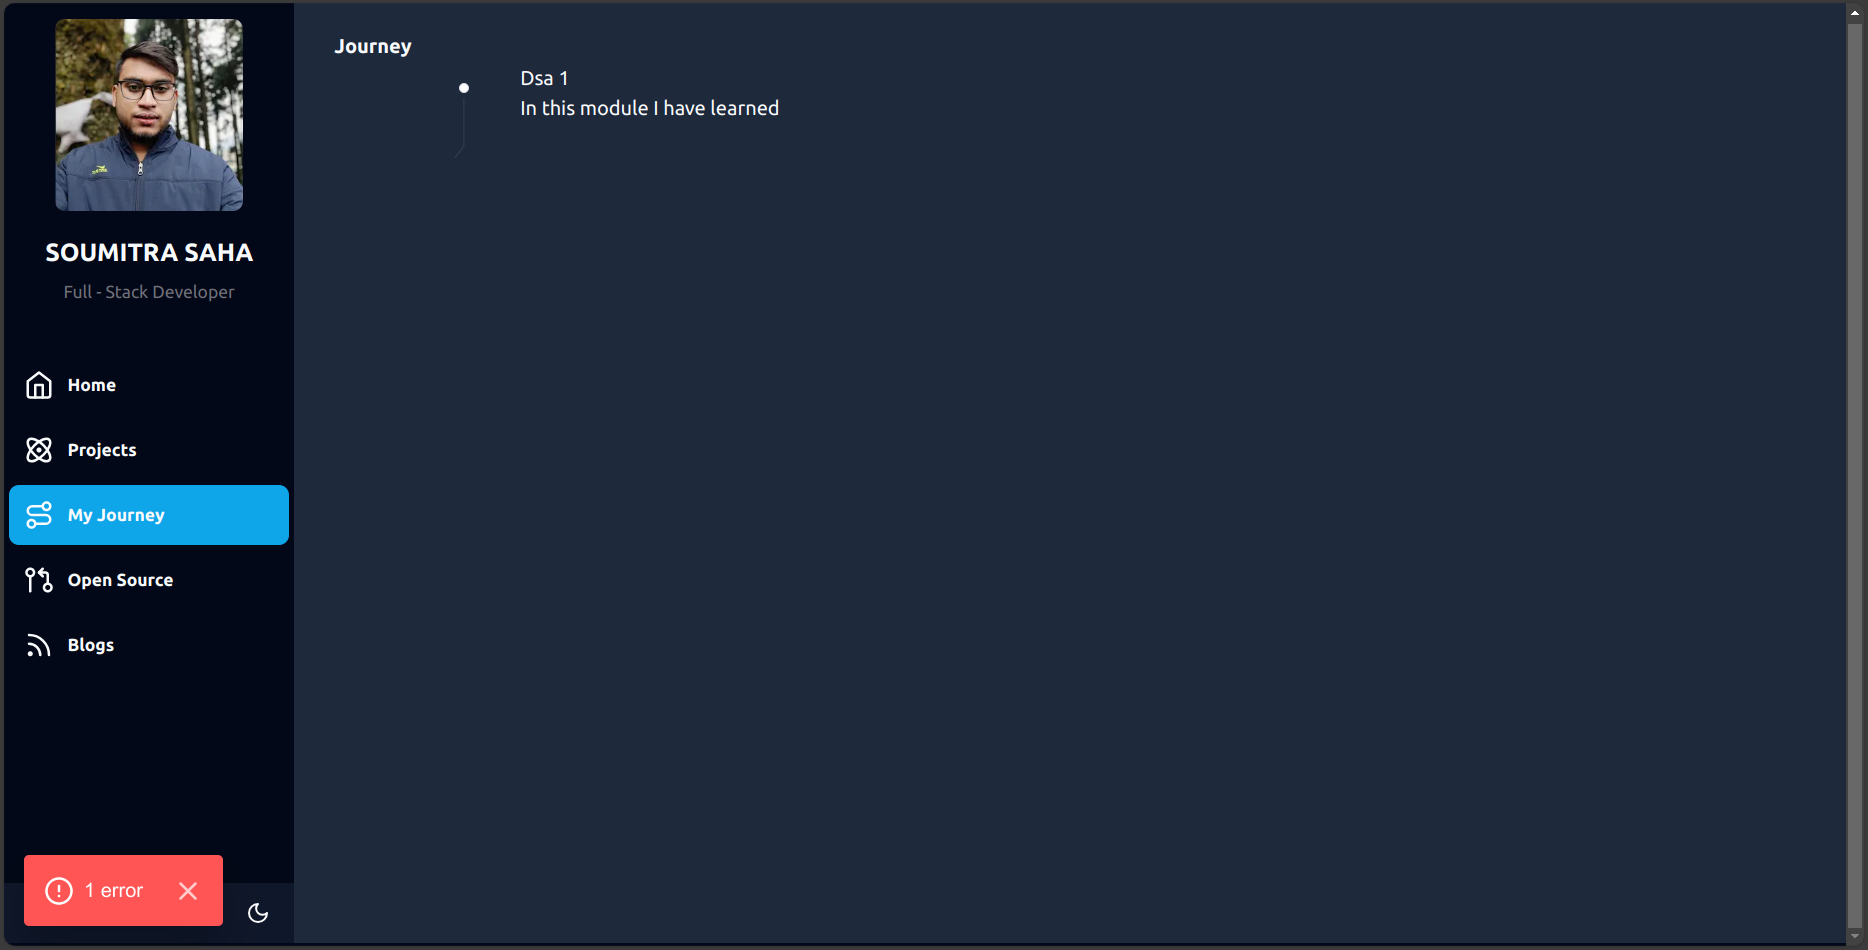 SOUMITRA SAHA
Full - Stack Developer
Home
Projects
My Journey
Open Source
Blogs
1 error
Journey
Dsa 1
In this module I have learned